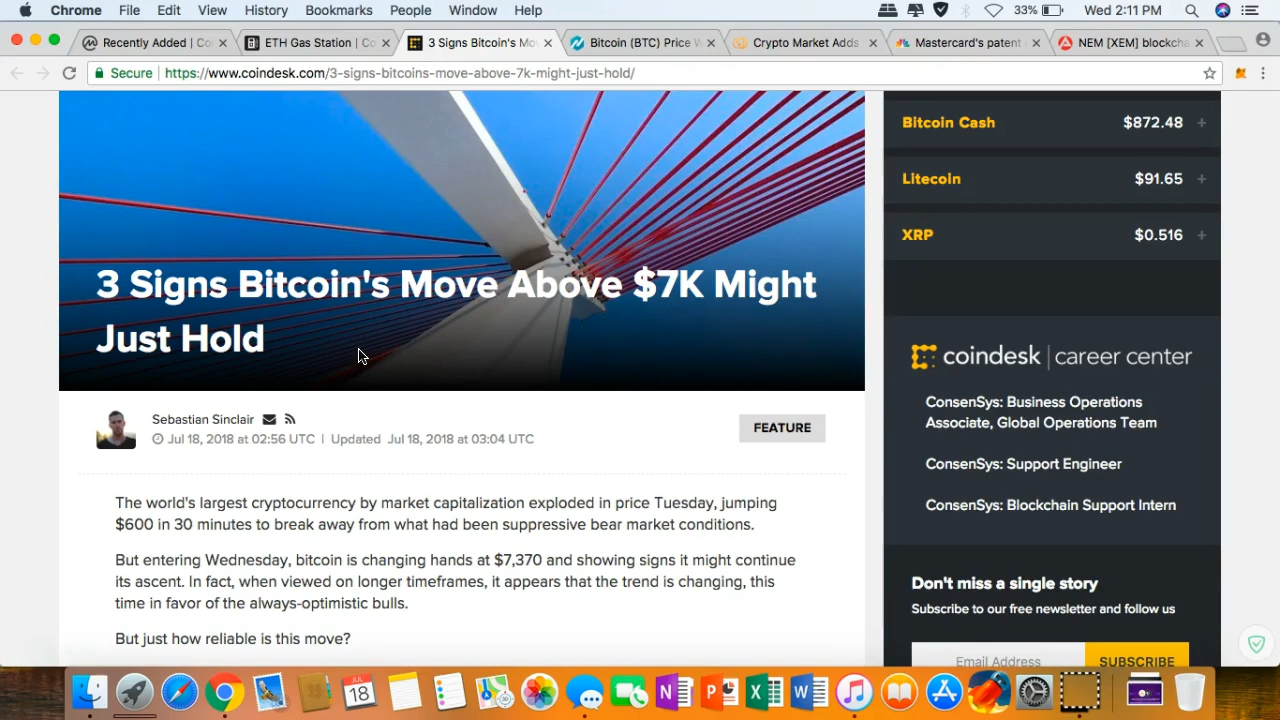 Chrome File Edit View History Bookmarks People Window Help 33% Wed 2:11 PM
Recently Added | Co ETH Gas Station | Co 3 Signs Bitcoin's Mo Bitcoin (BTC) Price W Crypto Market Adds Mastercard's patent NEM [XEM] blockcha
Secure https://www.coindesk.com/3-signs-bitcoins-move-above-7k-might-just-hold/
Bitcoin Cash $872.48 +
Litecoin $91.65 +
XRP $0.516 +
3 Signs Bitcoin's Move Above $7K Might
Just Hold
Sebastian Sinclair
Jul 18, 2018 at 02:56 UTC | Updated Jul 18, 2018 at 03:04 UTC
FEATURE
The world's largest cryptocurrency by market capitalization exploded in price Tuesday, jumping
$600 in 30 minutes to break away from what had been suppressive bear market conditions.
But entering Wednesday, bitcoin is changing hands at $7,370 and showing signs it might continue
its ascent. In fact, when viewed on longer timeframes, it appears that the trend is changing, this
time in favor of the always-optimistic bulls.
But just how reliable is this move?
coindesk | career center
ConsenSys: Business Operations
Associate, Global Operations Team
ConsenSys: Support Engineer
ConsenSys: Blockchain Support Intern
Don't miss a single story
Subscribe to our free newsletter and follow us
Email Address SUBSCRIBE
JUL
18
N P X W